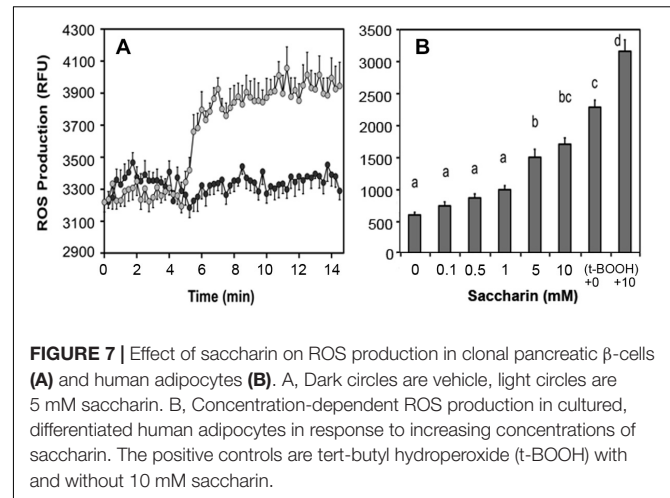 A
ROS Production (RFU)
4300
4100
3900
3700
3500
3300
3100
2900
0 2 4 6 8 10 12 14
Time (min)
B
3500
3000
2500
2000
1500
1000
500
0
a a a a b bc c d
0 0.1 0.5 1 5 10 (t-BOOH)
+0 +10
Saccharin (mM)
FIGURE 7 | Effect of saccharin on ROS production in clonal pancreatic β-cells
(A) and human adipocytes (B). A, Dark circles are vehicle, light circles are
5 mM saccharin. B, Concentration-dependent ROS production in cultured,
differentiated human adipocytes in response to increasing concentrations of
saccharin. The positive controls are tert-butyl hydroperoxide (t-BOOH) with
and without 10 mM saccharin.